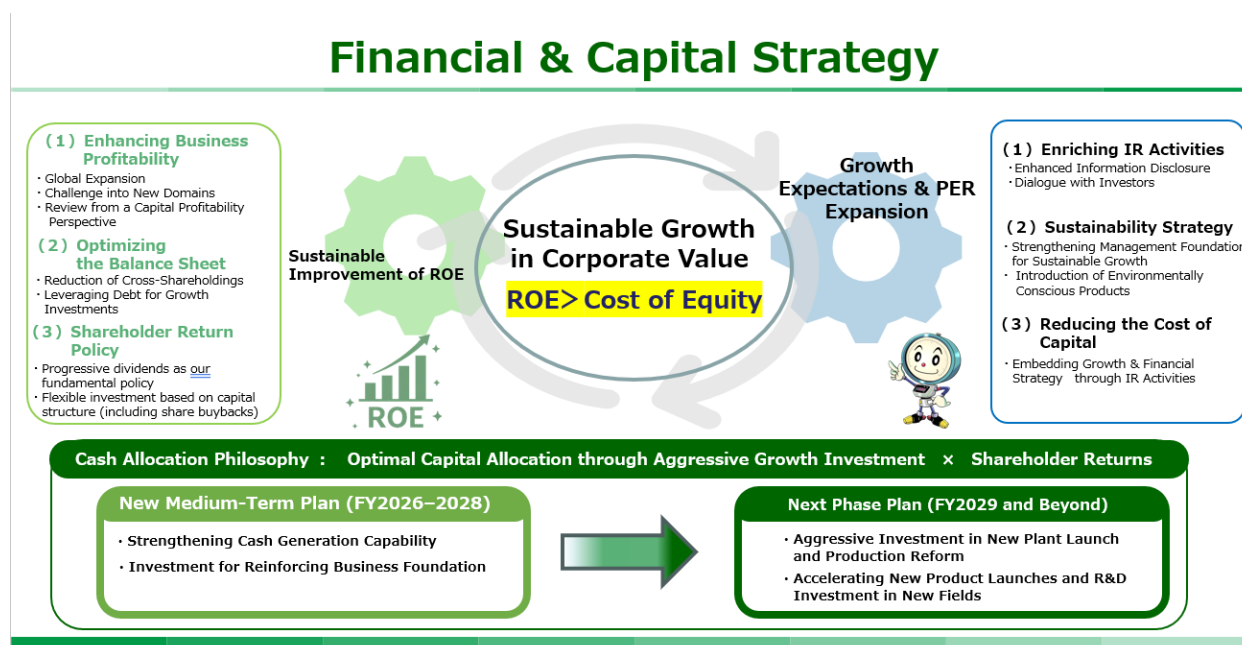 Financial & Capital Strategy
（1）Enhancing Business
Profitability
・Global Expansion
・Challenge into New Domains
・Review from a Capital Profitability
Perspective
（2）Optimizing
the Balance Sheet
・Reduction of Cross-Shareholdings
・Leveraging Debt for Growth
Investments
（3）Shareholder Return
Policy
・Progressive dividends as our
fundamental policy
・Flexible investment based on capital
structure (including share buybacks)
Sustainable
Improvement of ROE
ROE
Sustainable Growth
in Corporate Value
ROE＞Cost of Equity
Growth
Expectations & PER
Expansion
（1）Enriching IR Activities
・Enhanced Information Disclosure
・Dialogue with Investors
（2）Sustainability Strategy
・Strengthening Management Foundation
for Sustainable Growth
・ Introduction of Environmentally
Conscious Products
（3）Reducing the Cost of
Capital
・Embedding Growth & Financial
Strategy through IR Activities
Cash Allocation Philosophy ： Optimal Capital Allocation through Aggressive Growth Investment × Shareholder Returns
New Medium-Term Plan (FY2026–2028)
・Strengthening Cash Generation Capability
・Investment for Reinforcing Business Foundation
Next Phase Plan (FY2029 and Beyond)
・Aggressive Investment in New Plant Launch
and Production Reform
・Accelerating New Product Launches and R&D
Investment in New Fields